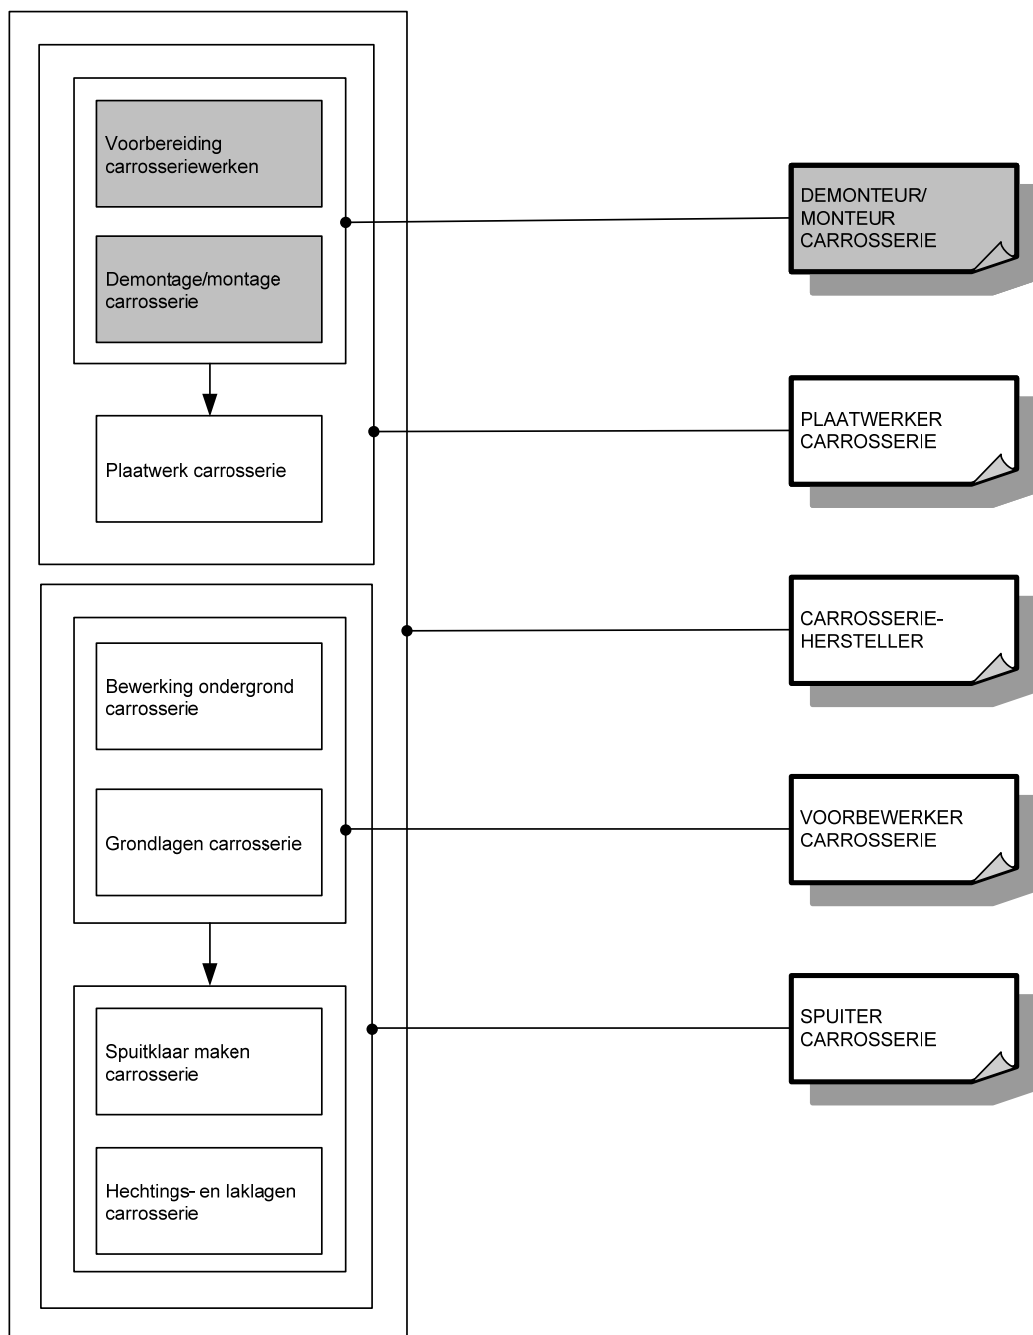 Voorbereiding
carrosseriewerken
Demontage/montage
carrosserie
Plaatwerk carrosserie
Bewerking ondergrond
carrosserie
Grondlagen carrosserie
Spuitklaar maken
carrosserie
Hechtings- en laklagen
carrosserie
DEMONTEUR/
MONTEUR
CARROSSERIE
PLAATWERKER
CARROSSERIE
CARROSSERIE-
HERSTELLER
VOORBEWERKER
CARROSSERIE
SPUITER
CARROSSERIE